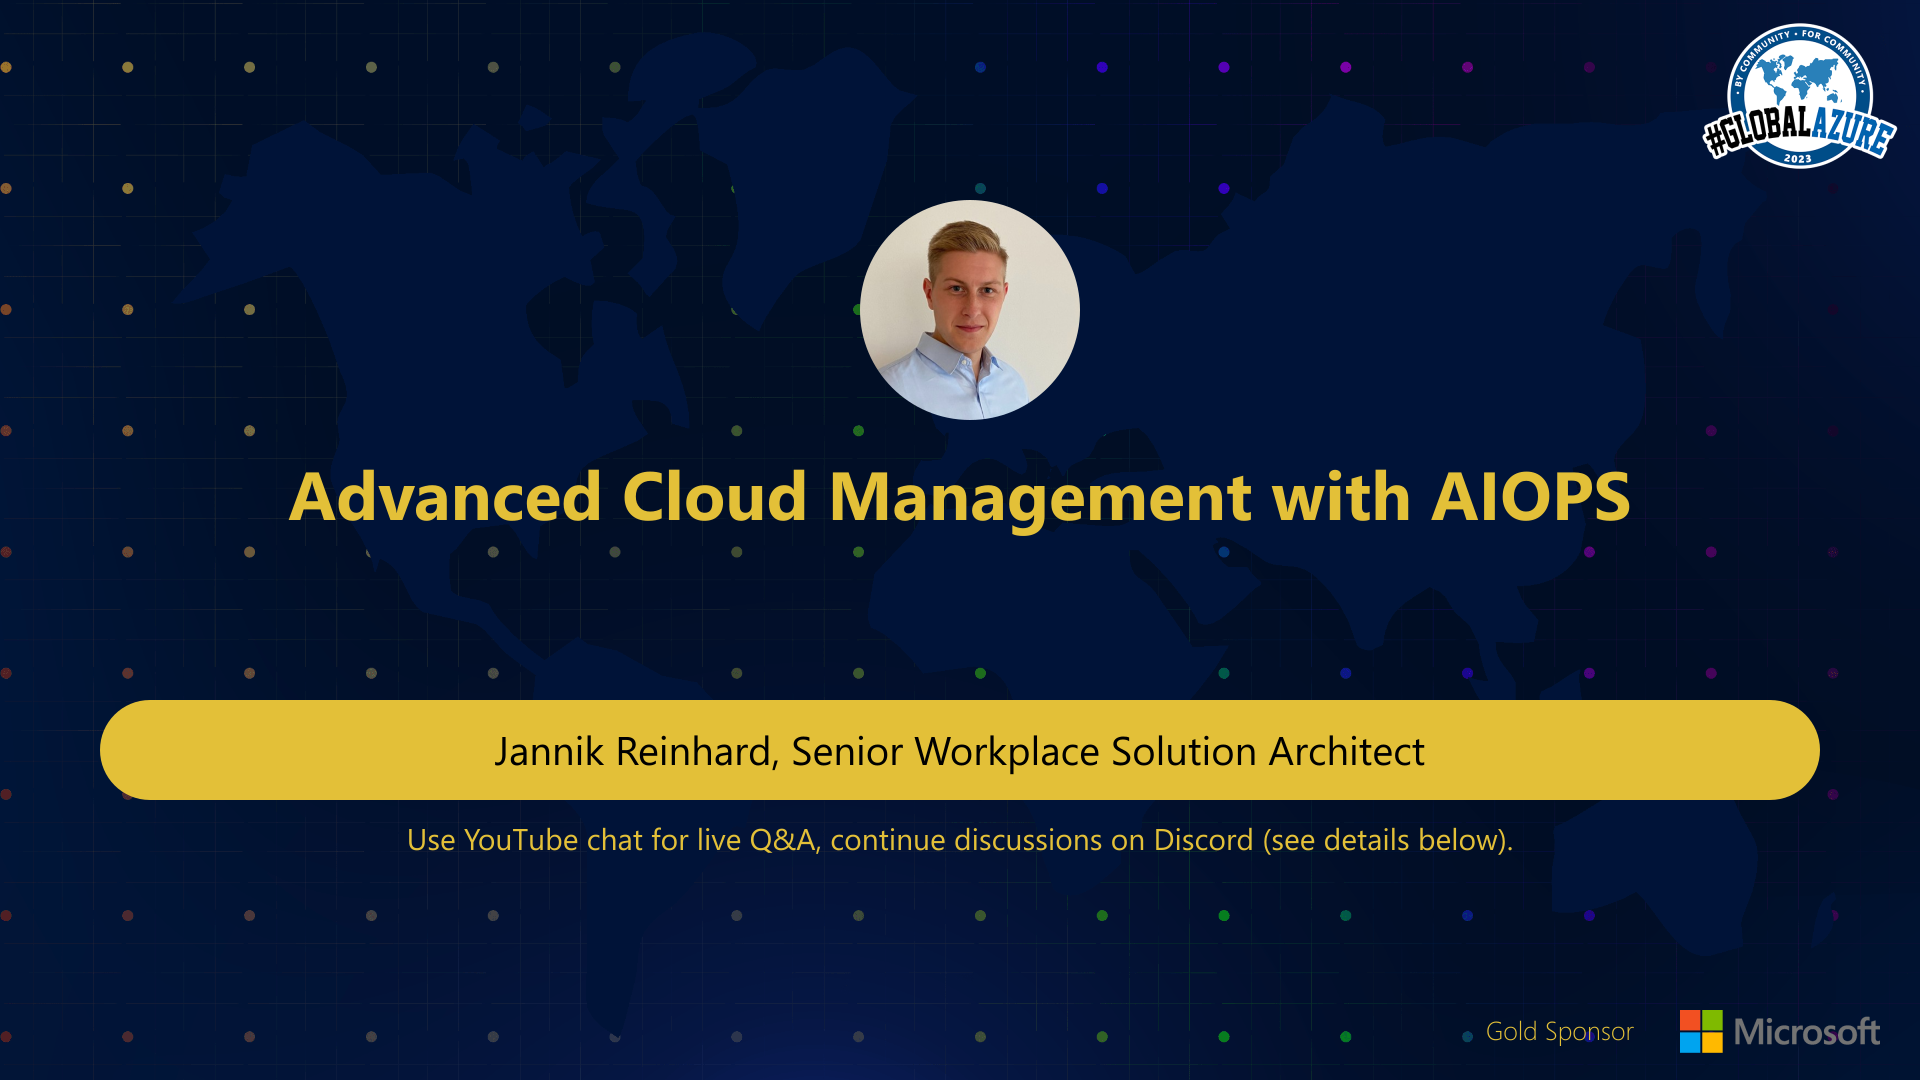 • BY COMMUNITY • FOR COMMUNITY •
#GLOBALAZURE
2023
Advanced Cloud Management with AIOPS
Jannik Reinhard, Senior Workplace Solution Architect
Use YouTube chat for live Q&A, continue discussions on Discord (see details below).
Gold Sponsor
Microsoft